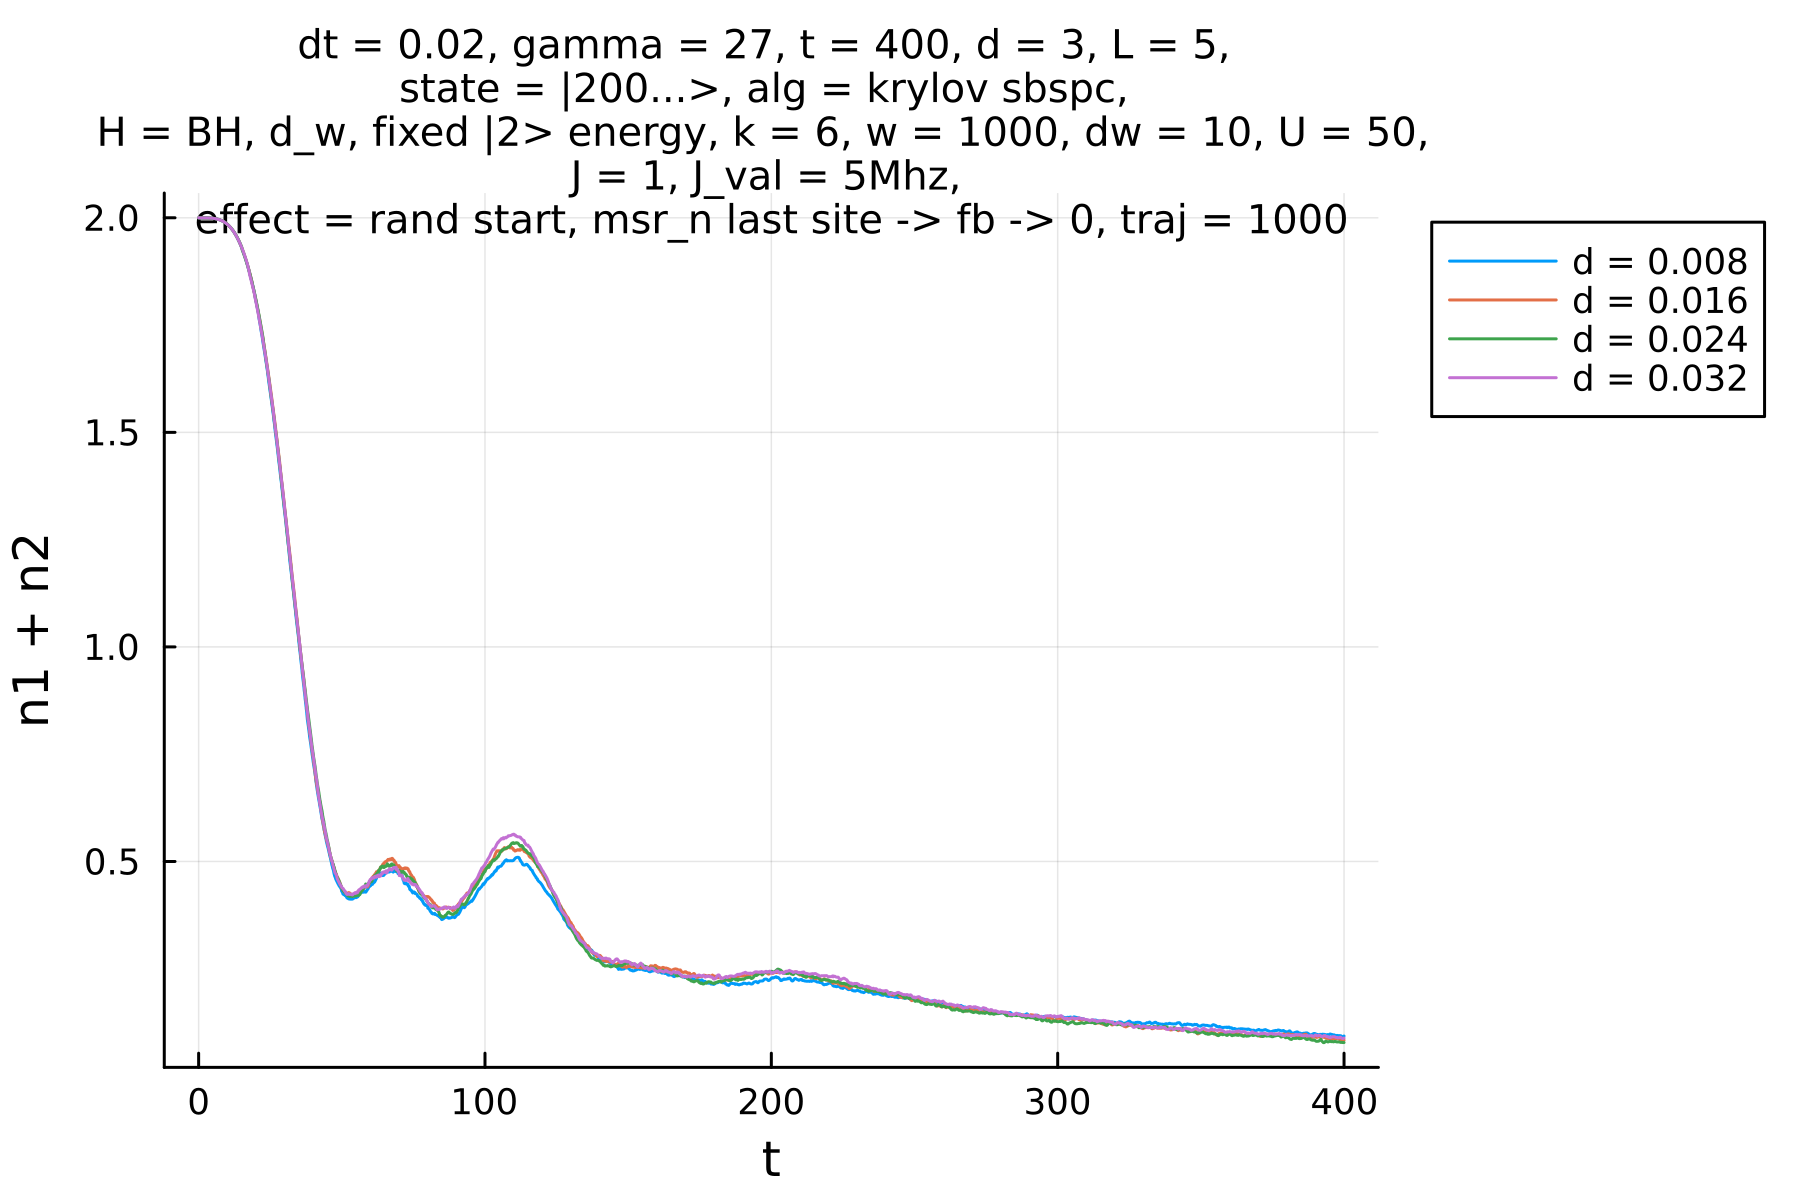 dt = 0.02, gamma = 27, t = 400, d = 3, L = 5,
state = |200...>, alg = krylov sbspc,
H = BH, d_w, fixed |2> energy, k = 6, w = 1000, dw = 10, U = 50,
J = 1, J_val = 5Mhz,
effect = rand start, msr_n last site -> fb -> 0, traj = 1000
2.0
1.5
1.0
0.5
n1 + n2
0 100 200 300 400
t
d = 0.008
d = 0.016
d = 0.024
d = 0.032